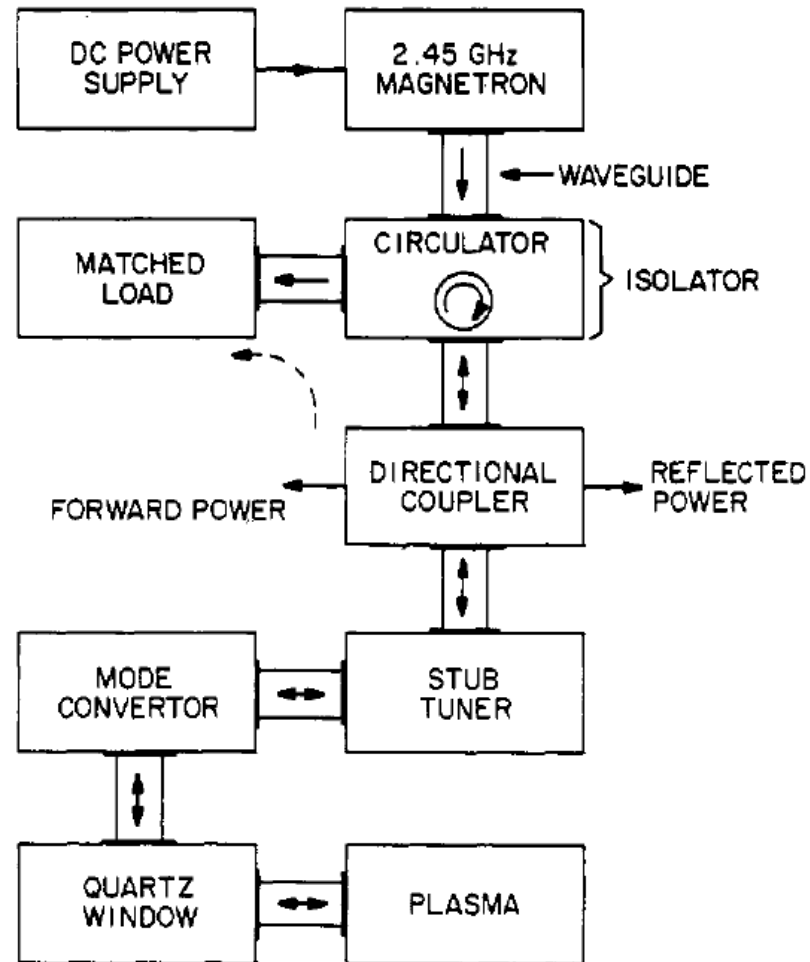 DC POWER
SUPPLY
2.45 GHz
MAGNETRON
WAVEGUIDE
MATCHED
LOAD
CIRCULATOR
ISOLATOR
FORWARD POWER
DIRECTIONAL
COUPLER
REFLECTED
POWER
MODE
CONVERTOR
STUB
TUNER
QUARTZ
WINDOW
PLASMA